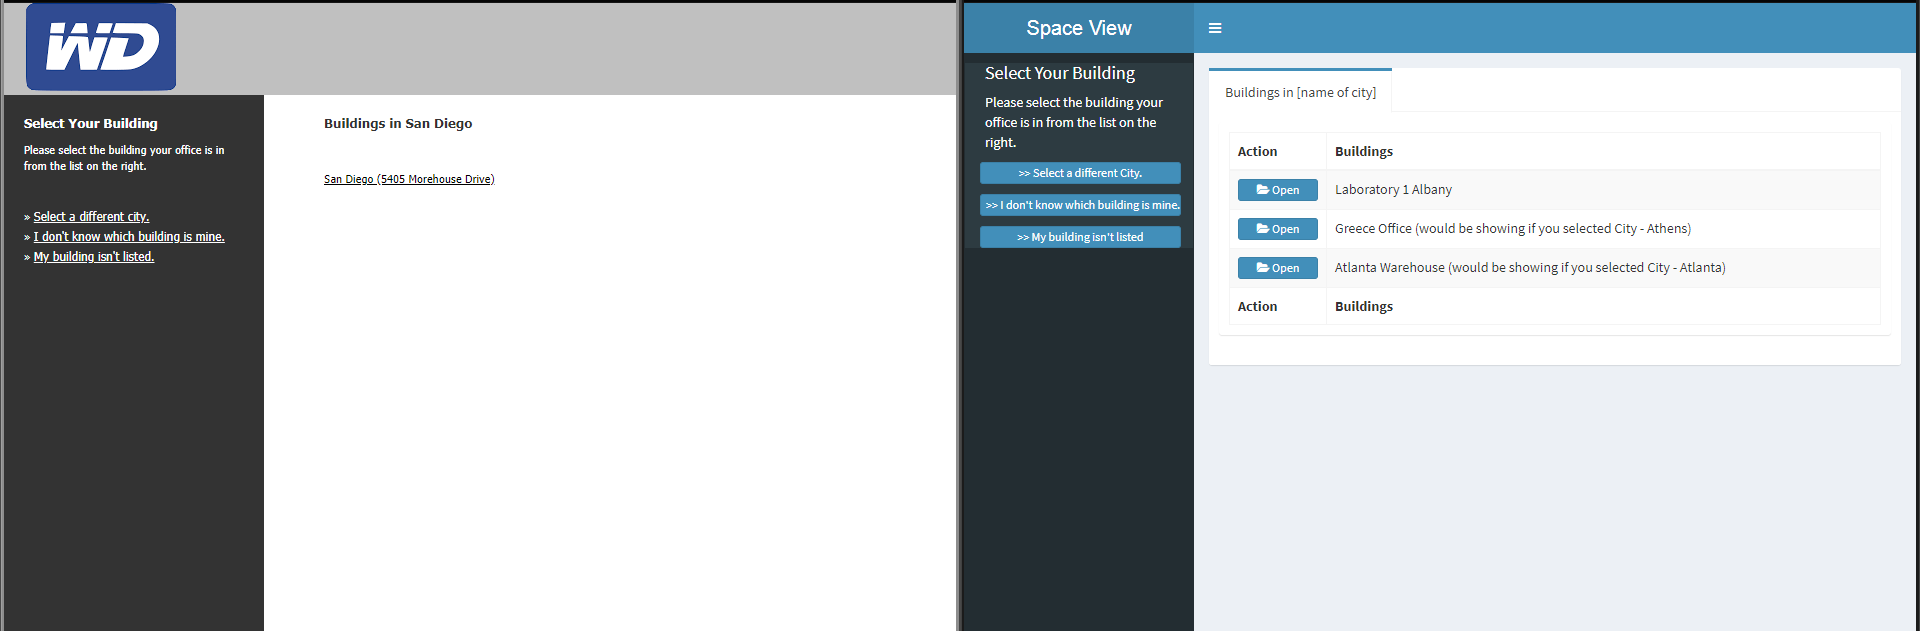 WD
Select Your Building
Please select the building your office is in
from the list on the right.
» Select a different city.
» I don't know which building is mine.
» My building isn't listed.
Buildings in San Diego
San Diego (5405 Morehouse Drive)
Space View
Select Your Building
Please select the building your
office is in from the list on the
right.
>> Select a different City.
>> I don't know which building is mine.
>> My building isn't listed
Buildings in [name of city]
Action Buildings
Open Laboratory 1 Albany
Open Greece Office (would be showing if you selected City - Athens)
Open Atlanta Warehouse (would be showing if you selected City - Atlanta)
Action Buildings